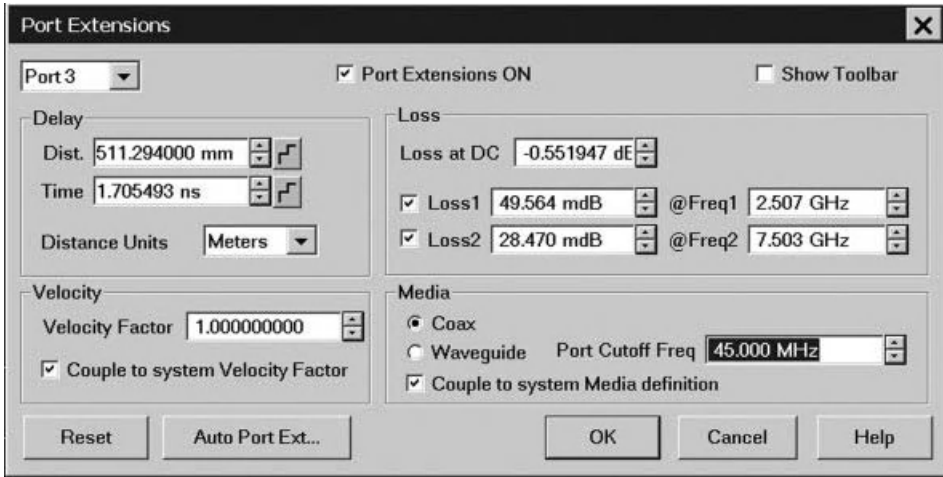 Port Extensions
Port 3
Port Extensions ON
Show Toolbar
Delay
Dist. 511.294000 mm
Time 1.705493 ns
Distance Units Meters
Loss
Loss at DC -0.551947 dE
Loss1 49.564 mdB @Freq1 2.507 GHz
Loss2 28.470 mdB @Freq2 7.503 GHz
Velocity
Velocity Factor 1.000000000
Couple to system Velocity Factor
Media
Coax
Waveguide Port Cutoff Freq 45.000 MHz
Couple to system Media definition
Reset Auto Port Ext... OK Cancel Help